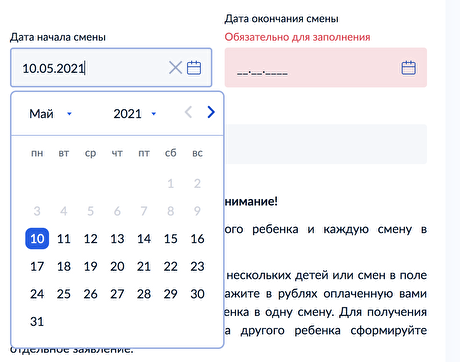 Дата окончания смены
Дата начала смены
Обязательно для заполнения
10.05.2021
__.__.____
Май 2021
пн вт ср чт пт сб вс
1 2
3 4 5 6 7 8 9
10 11 12 13 14 15 16
17 18 19 20 21 22 23
24 25 26 27 28 29 30
31
нимание!
ого ребенка и каждую смену в
нескольких детей или смен в поле
ажите в рублях оплаченную вами
енка в одну смену. Для получения
а другого ребенка сформируйте
отдельное заявление.